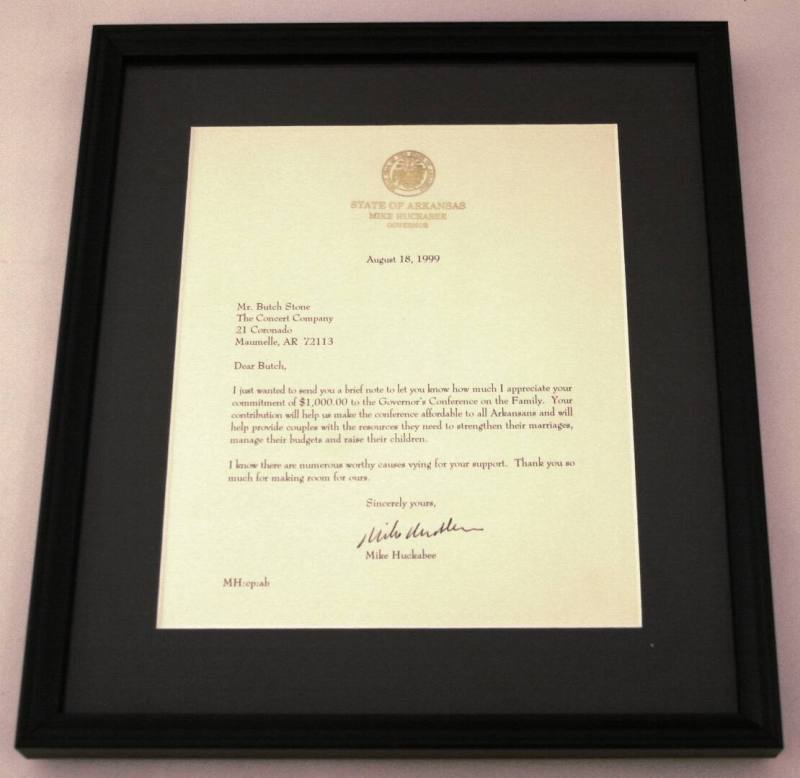 STATE OF ARKANSAS
MIKE HUCKABEE
GOVERNOR
August 18, 1999
Mr. Butch Stone
The Concert Company
21 Coronado
Maumelle, AR 72113
Dear Butch,
I just wanted to send you a brief note to let you know how much I appreciate your
commitment of $1,000.00 to the Governor's Conference on the Family. Your
contribution will help us make the conference affordable to all Arkansans and will
help provide couples with the resources they need to strengthen their marriages,
manage their budgets and raise their children.
I know there are numerous worthy causes vying for your support. Thank you so
much for making room for ours.
Sincerely yours,
Mike Huckabee
Mike Huckabee
MH:cp:ab